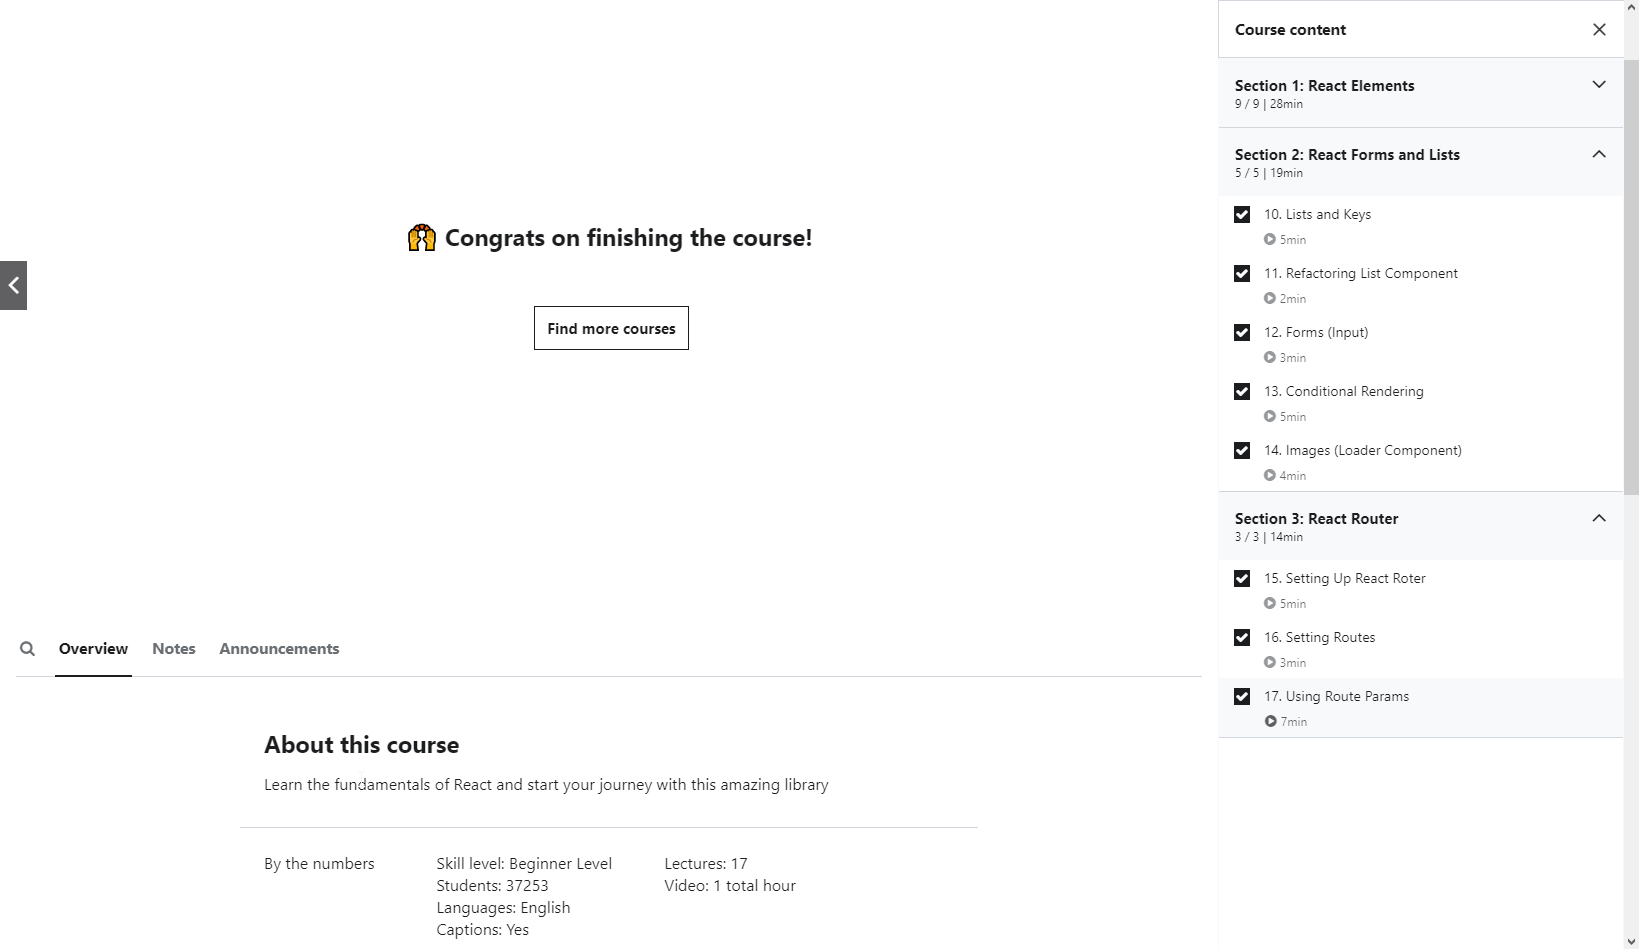 Congrats on finishing the course!
Find more courses
Overview Notes Announcements
About this course
Learn the fundamentals of React and start your journey with this amazing library
By the numbers
Skill level: Beginner Level
Students: 37253
Languages: English
Captions: Yes
Lectures: 17
Video: 1 total hour
Course content
Section 1: React Elements
9 / 9 | 28min
Section 2: React Forms and Lists
5 / 5 | 19min
10. Lists and Keys
5min
11. Refactoring List Component
2min
12. Forms (Input)
3min
13. Conditional Rendering
5min
14. Images (Loader Component)
4min
Section 3: React Router
3 / 3 | 14min
15. Setting Up React Roter
5min
16. Setting Routes
3min
17. Using Route Params
7min